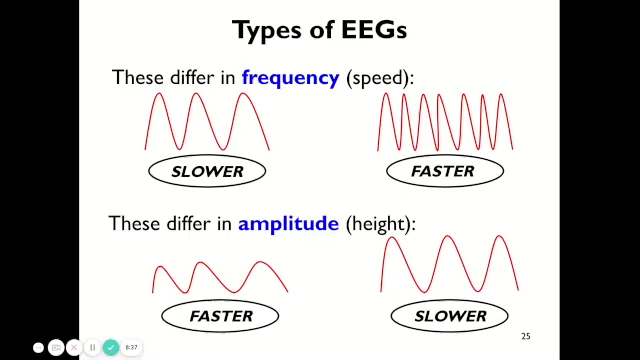 Types of EEGs
These differ in frequency (speed):
SLOWER
FASTER
These differ in amplitude (height):
FASTER
SLOWER
25
8:37